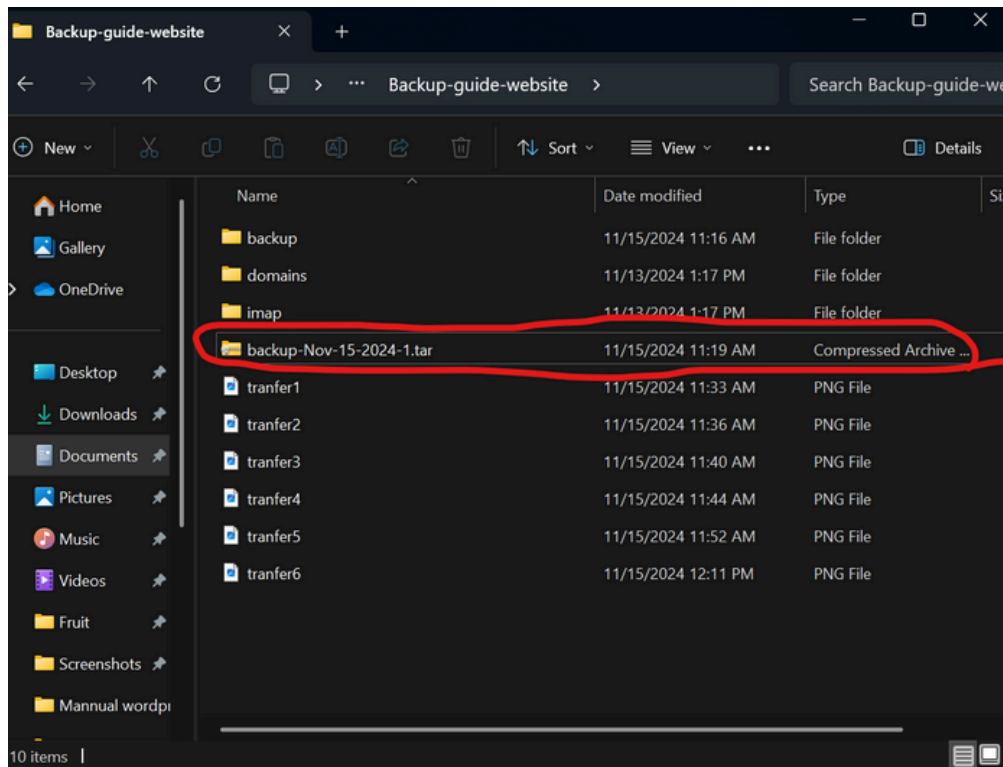 Backup-guide-website
Backup-guide-website
Search Backup-guide-we
New
Sort
View
Details
Home
Gallery
OneDrive
Desktop
Downloads
Documents
Pictures
Music
Videos
Fruit
Screenshots
Mannual wordpr
Name Date modified Type Si
backup 11/15/2024 11:16 AM File folder
domains 11/13/2024 1:17 PM File folder
imap 11/13/2024 1:17 PM File folder
backup-Nov-15-2024-1.tar 11/15/2024 11:19 AM Compressed Archive ...
tranfer1 11/15/2024 11:33 AM PNG File
tranfer2 11/15/2024 11:36 AM PNG File
tranfer3 11/15/2024 11:40 AM PNG File
tranfer4 11/15/2024 11:44 AM PNG File
tranfer5 11/15/2024 11:52 AM PNG File
tranfer6 11/15/2024 12:11 PM PNG File
10 items